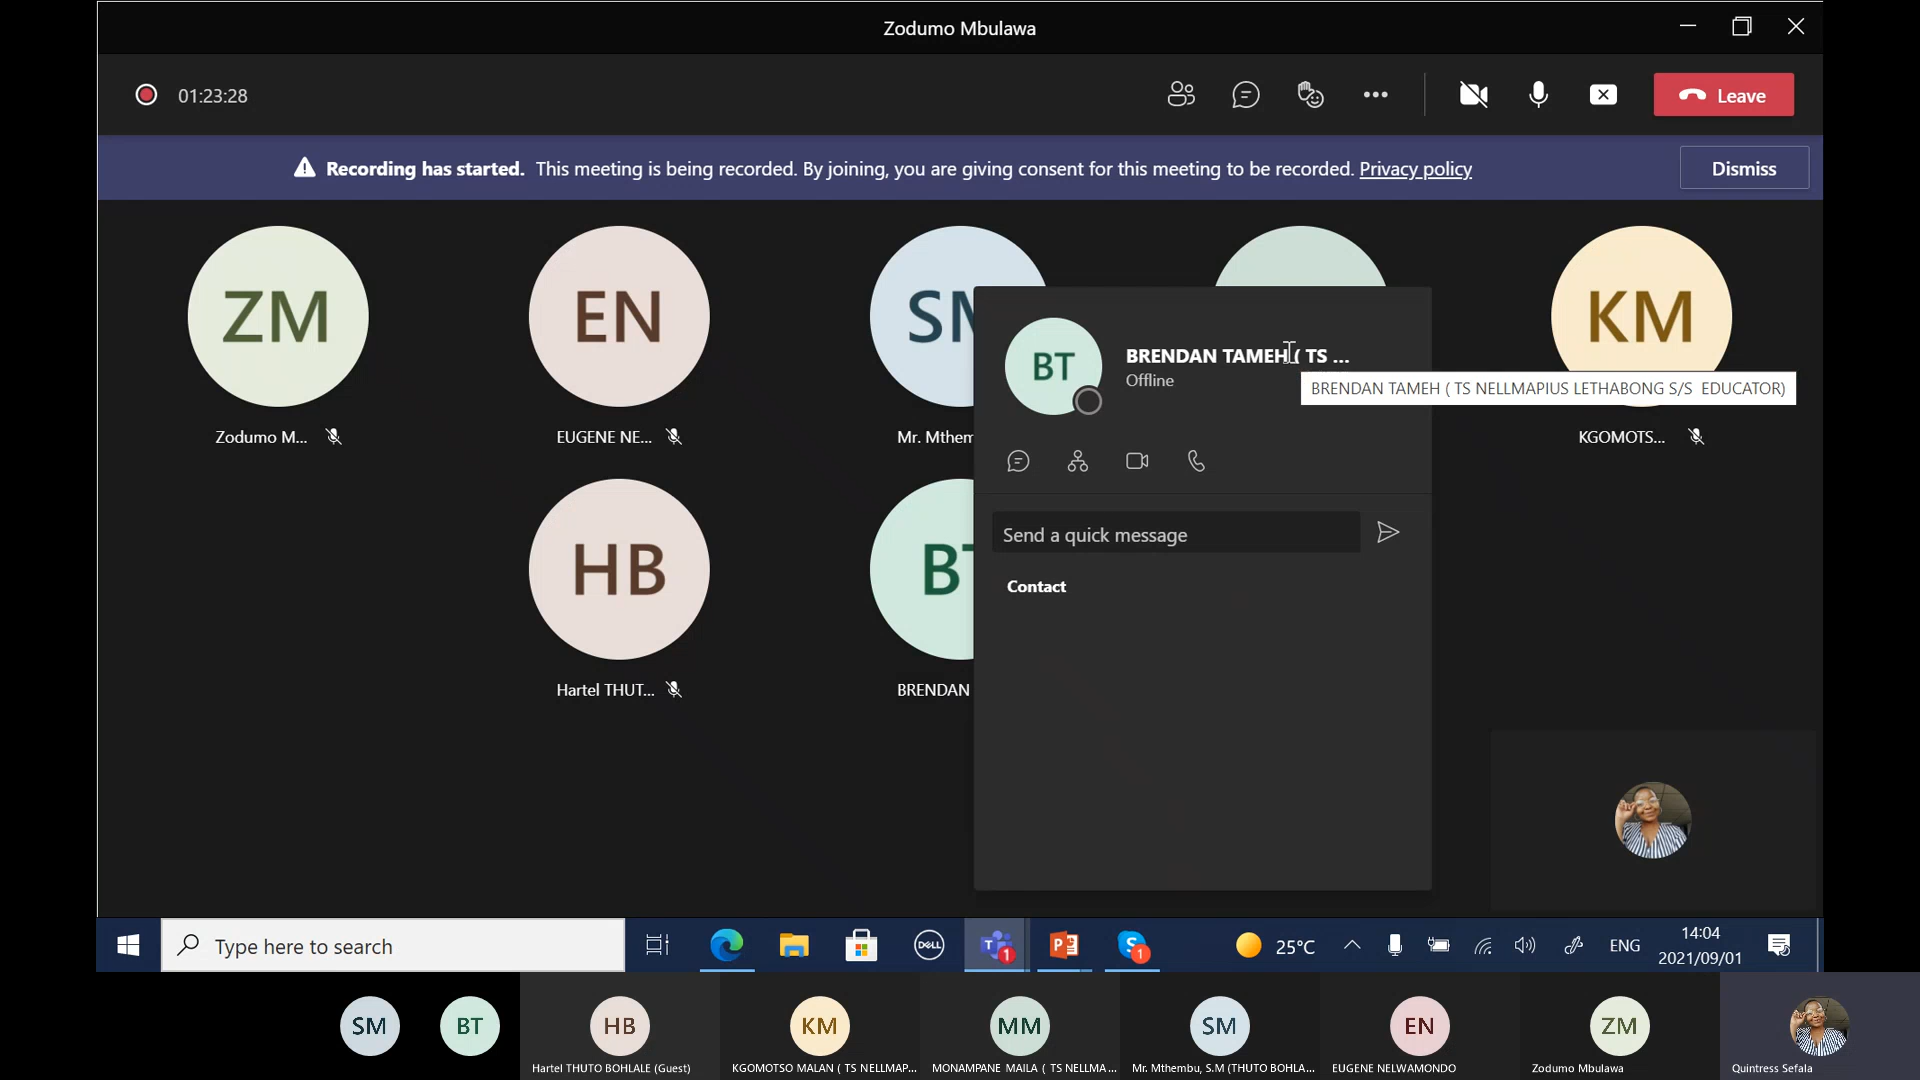 Zodumo Mbulawa
01:23:28
Leave
Recording has started. This meeting is being recorded. By joining, you are giving consent for this meeting to be recorded. Privacy policy
Dismiss
ZM
EN
SM
KM
BT
BRENDAN TAMEH ( TS ...
Offline
BRENDAN TAMEH ( TS NELLMAPIUS LETHABONG S/S EDUCATOR)
Zodumo M...
EUGENE NE...
Mr. Mthem
KGOMOTS...
HB
BT
Send a quick message
Contact
Hartel THUT...
BRENDAN
Type here to search
DELL
T
1
P
S
1
25°C
ENG
14:04
2021/09/01
SM
BT
HB
KM
MM
SM
EN
ZM
Hartel THUTO BOHLALE (Guest)
KGOMOTSO MALAN ( TS NELLMAP...
MONAMPANE MAILA ( TS NELLMA...
Mr. Mthembu, S.M (THUTO BOHLA...
EUGENE NELWAMONDO
Zodumo Mbulawa
Quintress Sefala